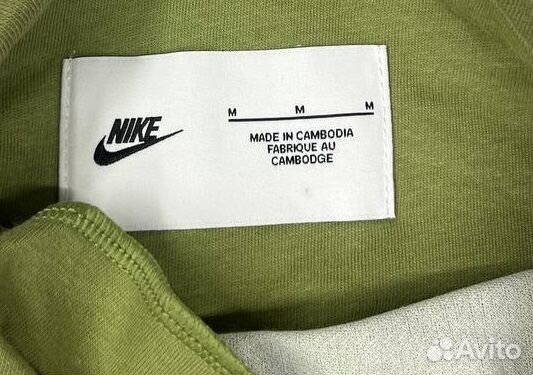 NIKE
M M M
MADE IN CAMBODIA
FABRIQUE AU
CAMBODGE
Avito